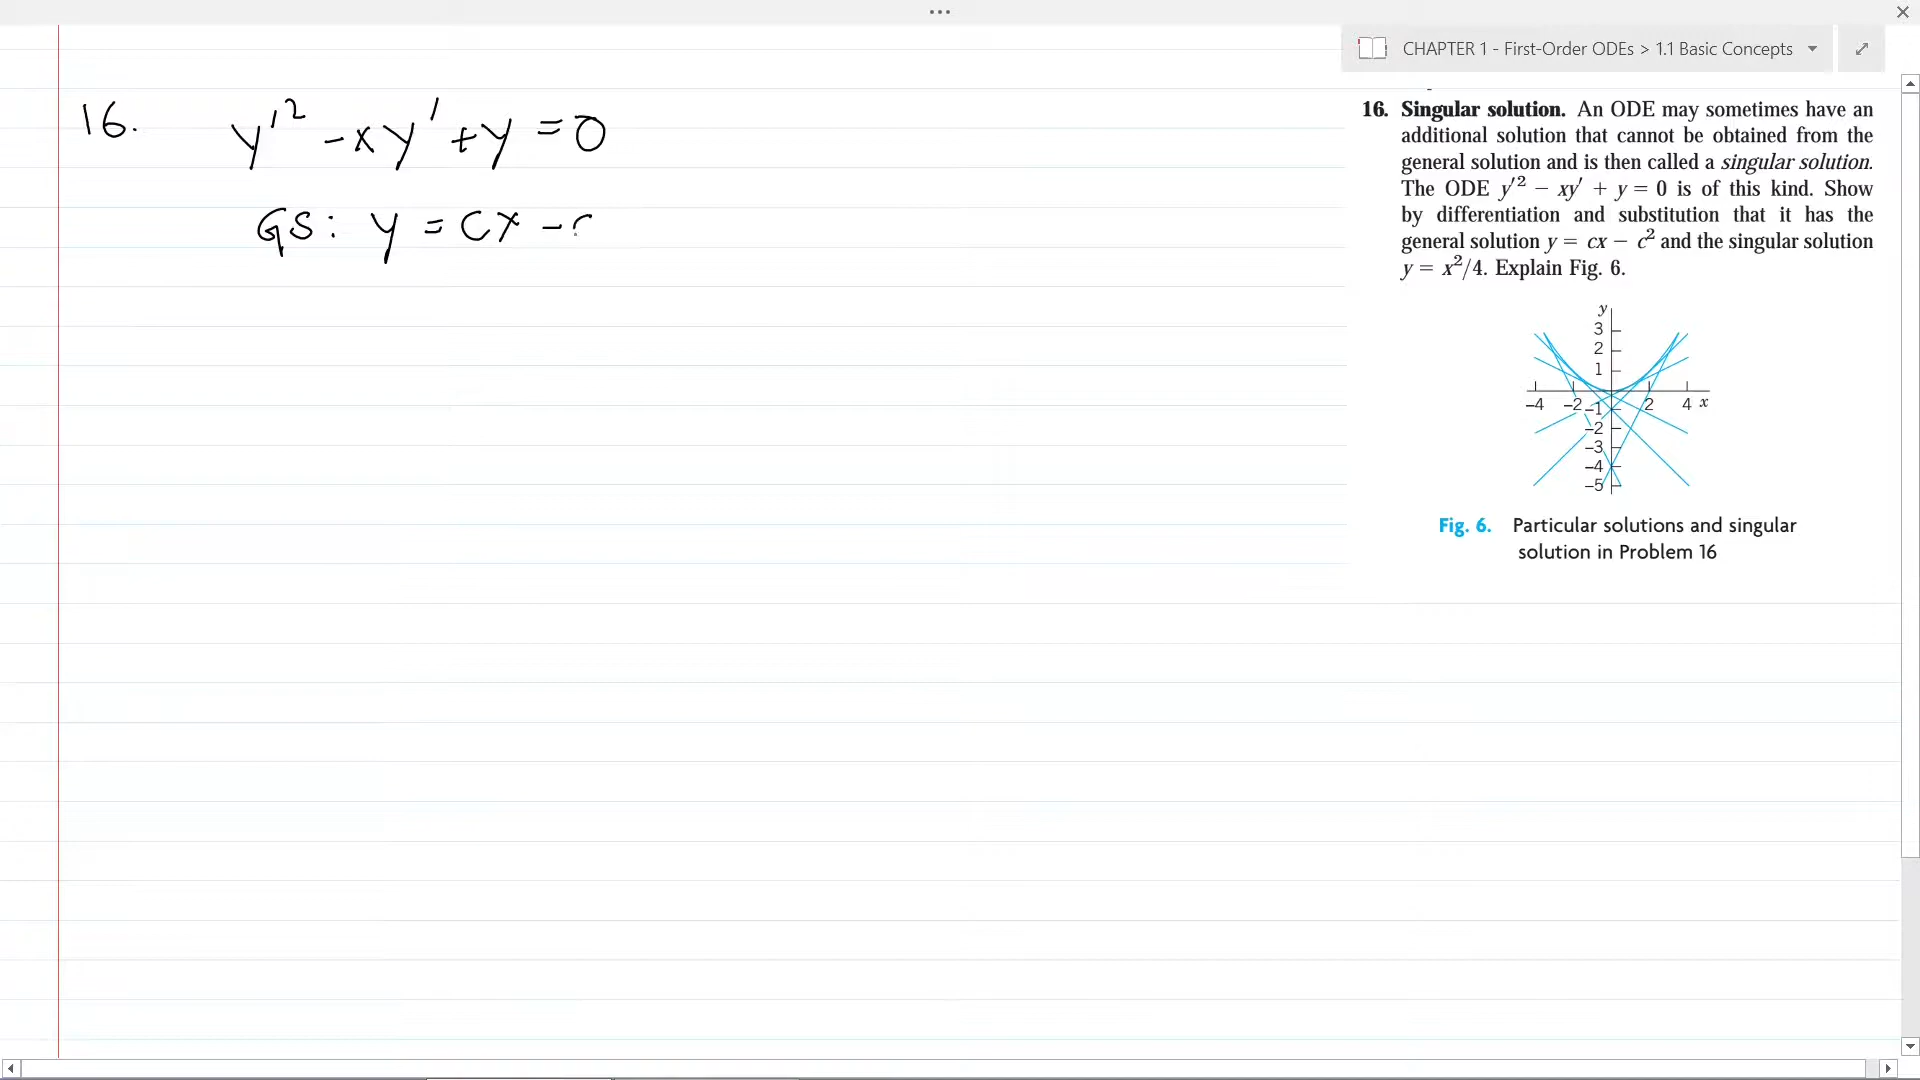 CHAPTER 1 - First-Order ODEs > 1.1 Basic Concepts
16. y'² - xy' + y = 0
GS: y = cx - c
16. Singular solution. An ODE may sometimes have an
additional solution that cannot be obtained from the
general solution and is then called a singular solution.
The ODE y'² − xy' + y = 0 is of this kind. Show
by differentiation and substitution that it has the
general solution y = cx − c² and the singular solution
y = x²/4. Explain Fig. 6.
y
3
2
1
−4 −2 2 4 x
−1
−2
−3
−4
−5
Fig. 6. Particular solutions and singular
solution in Problem 16